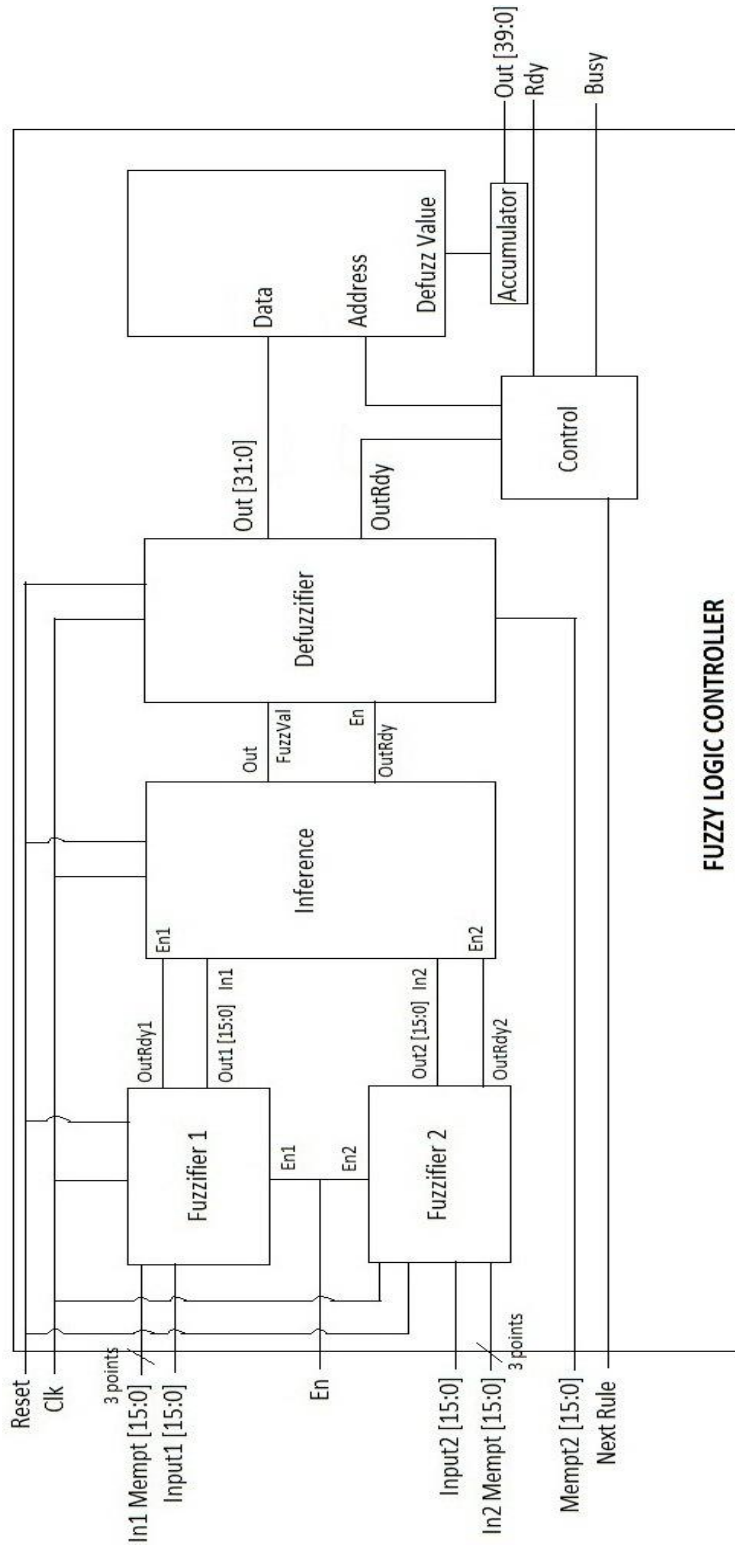 Reset
Clk
3 points
In1 Mempt [15:0]
Input1 [15:0]
En
Input2 [15:0]
In2 Mempt [15:0]
3 points
Mempt2 [15:0]
Next Rule
Fuzzifier 1
En1
En2
Fuzzifier 2
OutRdy1
Out1 [15:0]
Out2 [15:0]
OutRdy2
En1
In1
In2
En2
Inference
Out
FuzzVal
En
OutRdy
Defuzzifier
Out [31:0]
OutRdy
Data
Address
Defuzz Value
Accumulator
Control
Out [39:0]
Rdy
Busy
FUZZY LOGIC CONTROLLER